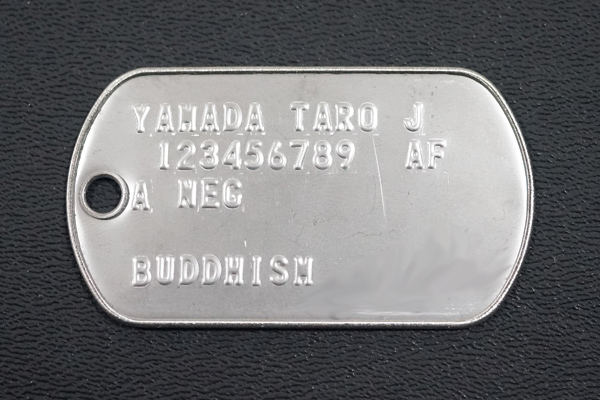 YAMADA TARO J
123456789 AF
A NEG
BUDDHISM